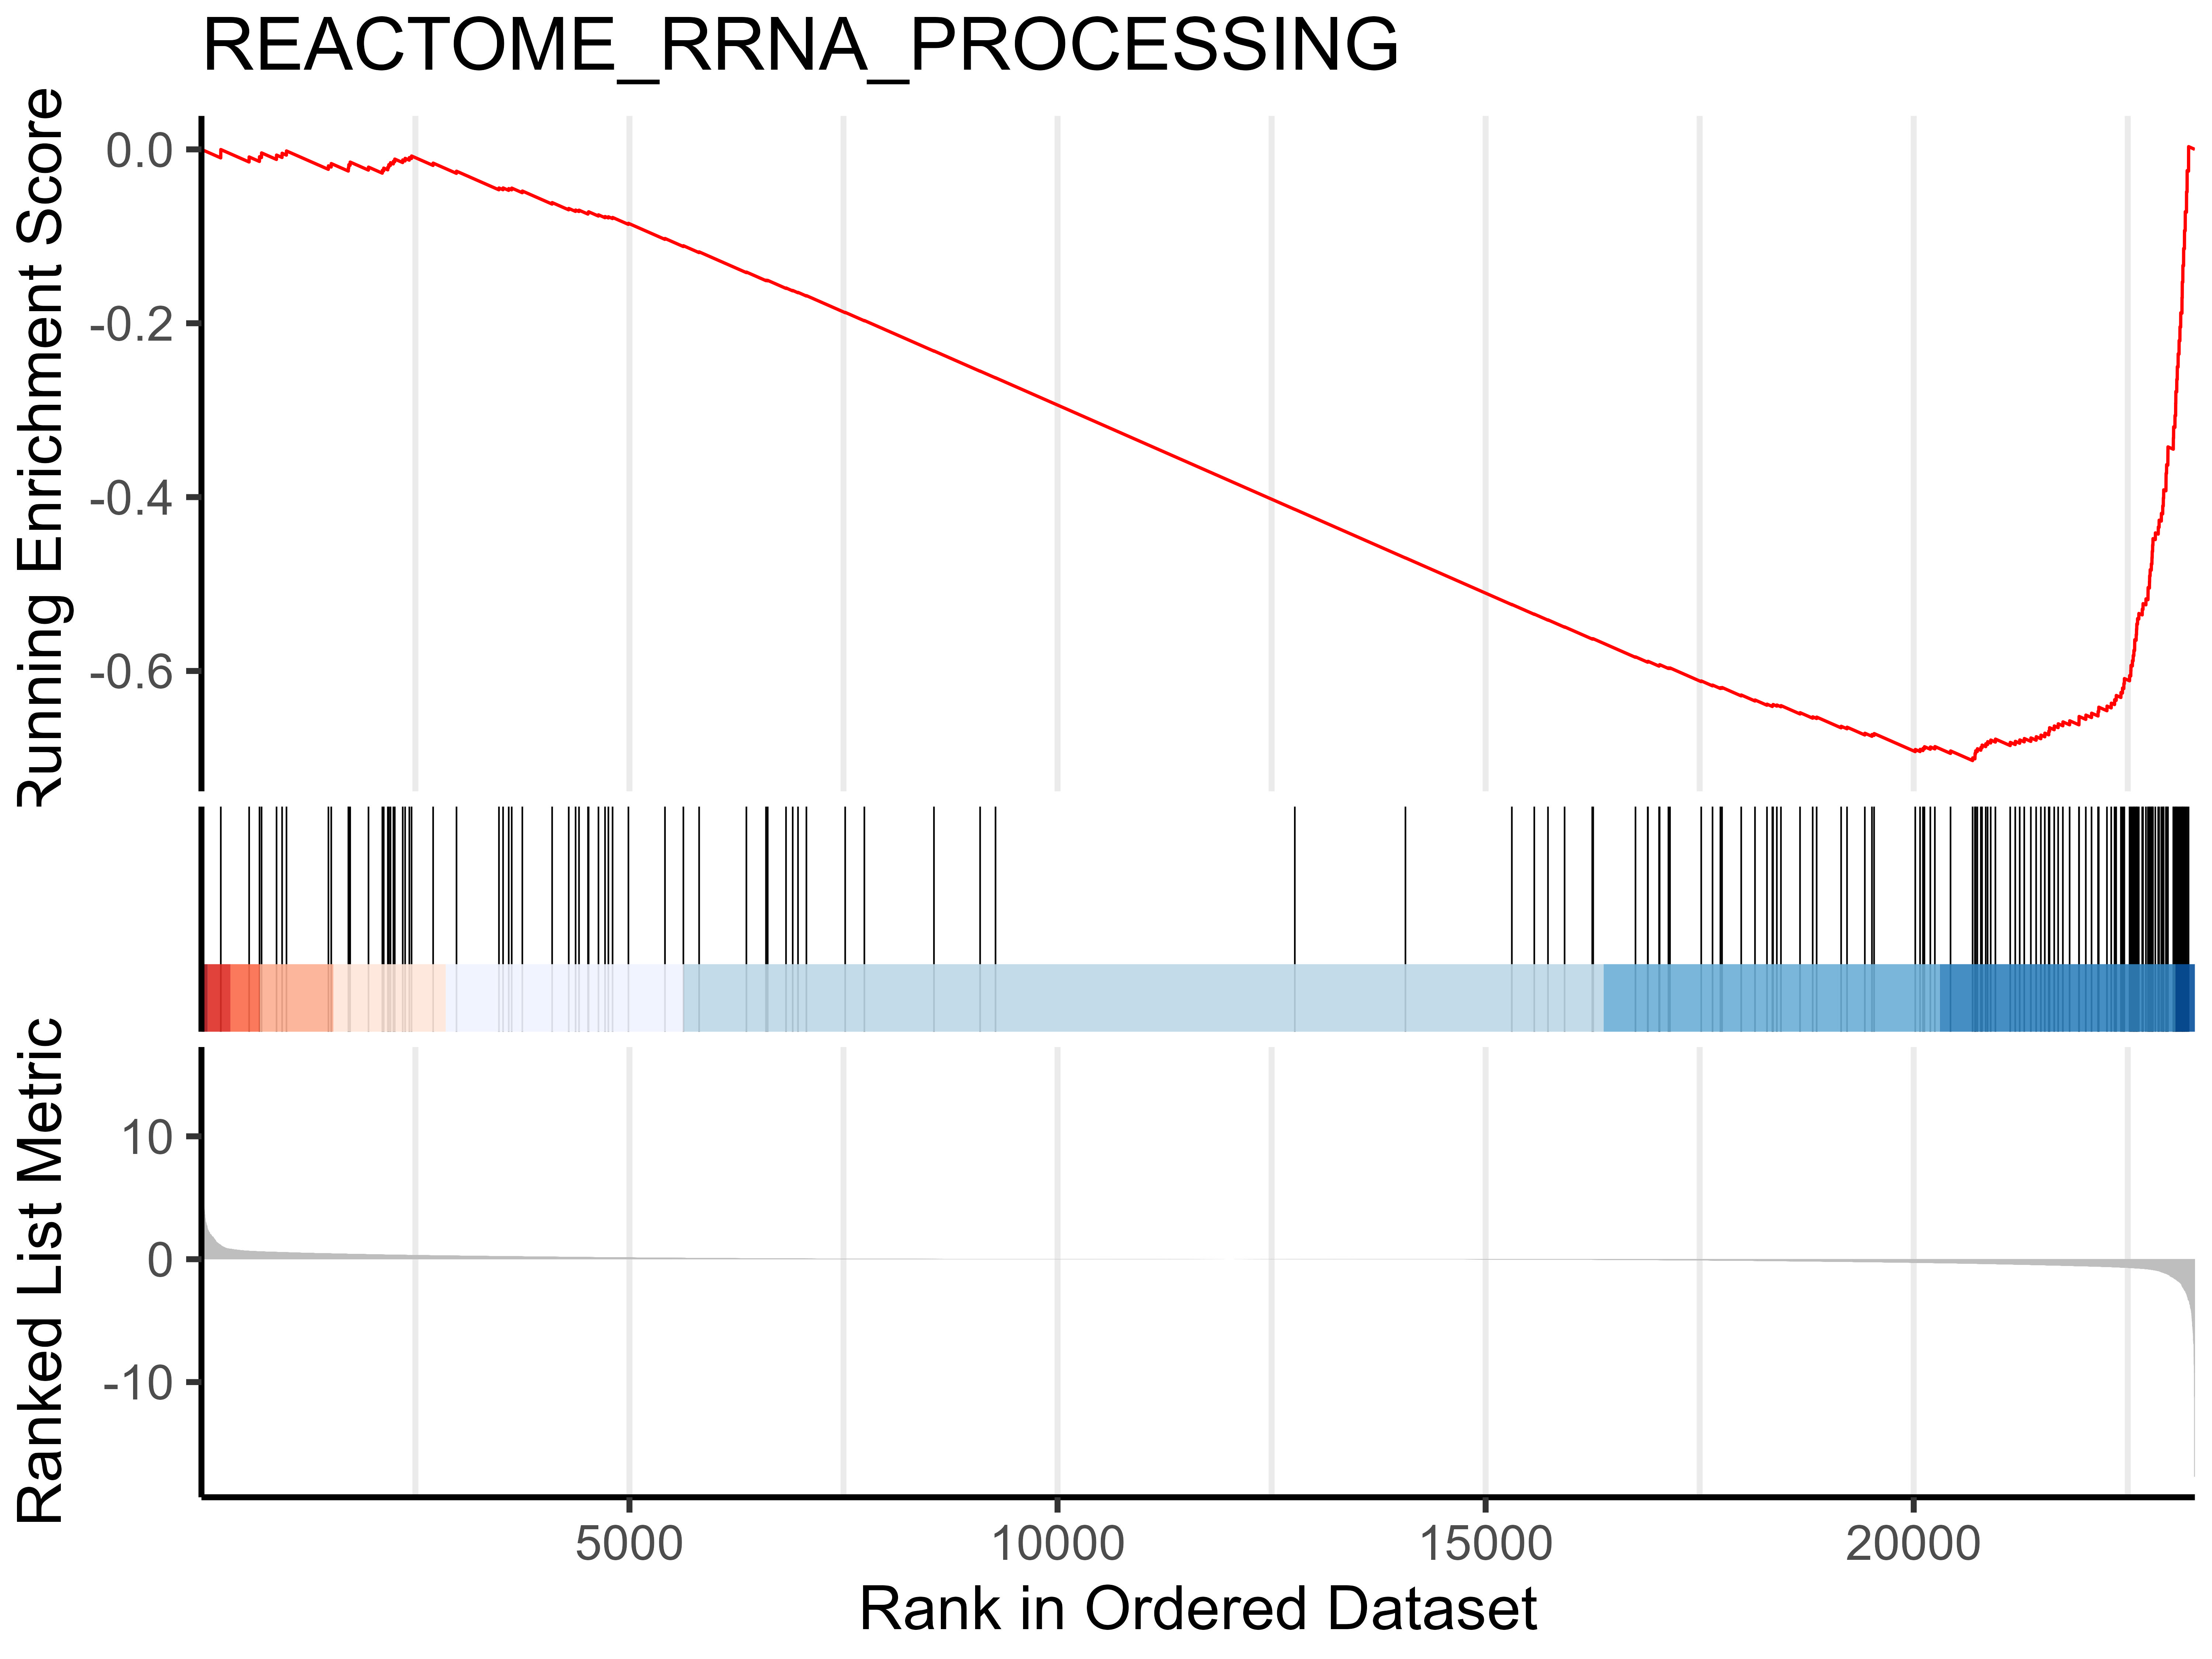 REACTOME_RRNA_PROCESSING
Running Enrichment Score
0.0
-0.2
-0.4
-0.6
Ranked List Metric
10
0
-10
5000 10000 15000 20000
Rank in Ordered Dataset